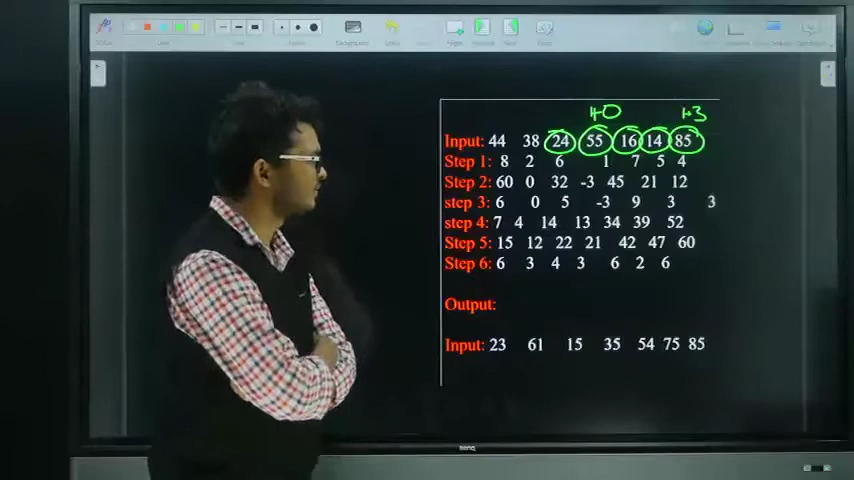 40 +3
Input: 44 38 24 55 16 14 85
Step 1: 8 2 6 1 7 5 4
Step 2: 60 0 32 -3 45 21 12
step 3: 6 0 5 -3 9 3 3
step 4: 7 4 14 13 34 39 52
Step 5: 15 12 22 21 42 47 60
Step 6: 6 3 4 3 6 2 6
Output:
Input: 23 61 15 35 54 75 85
BenQ